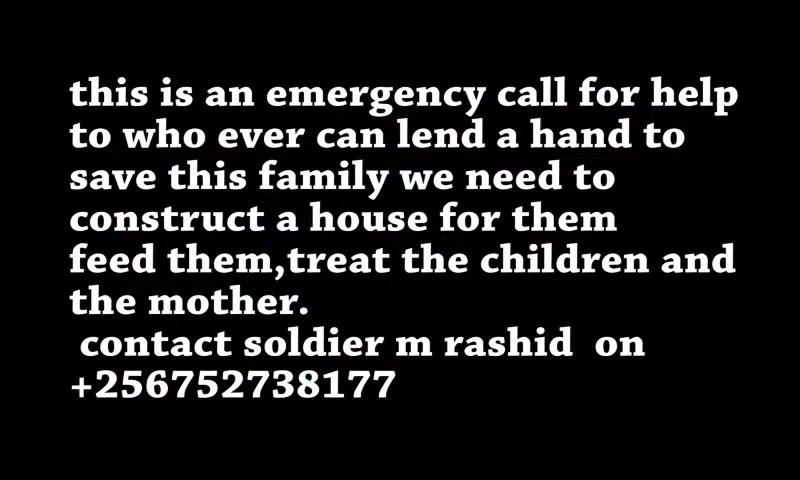 this is an emergency call for help
to who ever can lend a hand to
save this family we need to
construct a house for them
feed them,treat the children and
the mother.
contact soldier m rashid on
+256752738177